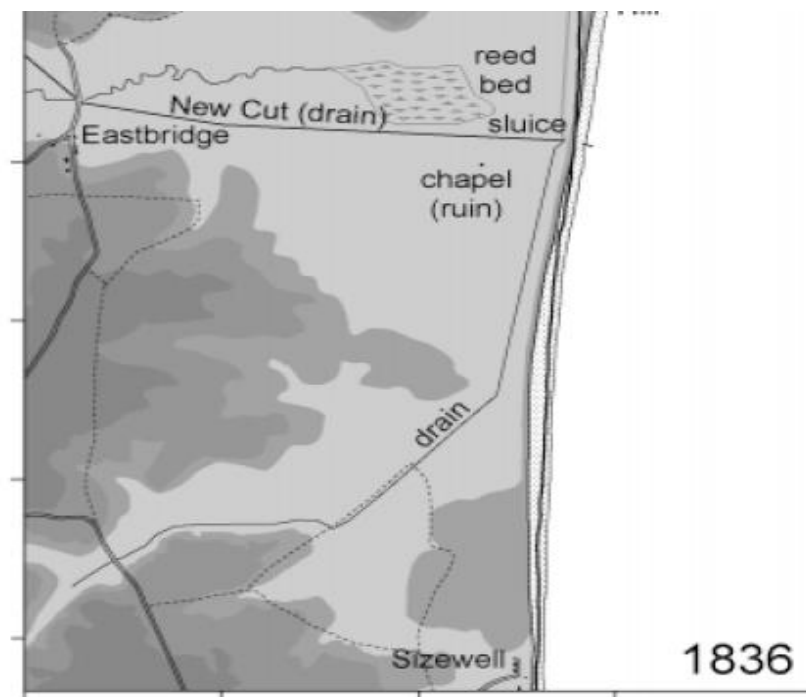 reed
bed
New Cut (drain)
sluice
Eastbridge
chapel
(ruin)
drain
Sizewell
1836